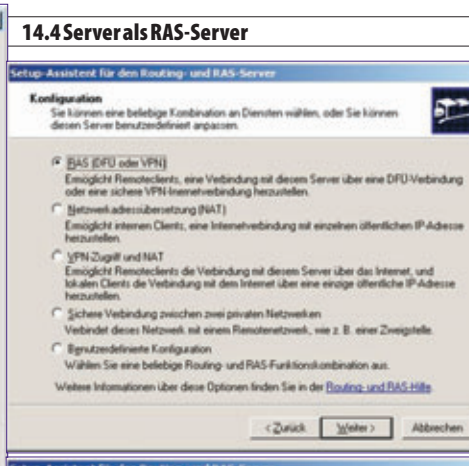 14.4 Server als RAS-Server
Setup-Assistent für den Routing- und RAS-Server
Konfiguration
Sie können eine beliebige Kombination an Diensten wählen, oder Sie können
diesen Server benutzerdefiniert anpassen.
RAS (DFÜ oder VPN)
Ermöglicht Remoteclients, eine Verbindung mit diesem Server über eine DFÜ-Verbindung
oder eine sichere VPN-Internetverbindung herzustellen.
Netzwerkadressübersetzung (NAT)
Ermöglicht internen Clients, eine Internetverbindung mit einzelnen öffentlichen IP-Adresse
herzustellen.
VPN-Zugriff und NAT
Ermöglicht Remoteclients die Verbindung mit diesem Server über das Internet, und
lokalen Clients die Verbindung mit dem Internet über eine einzige öffentliche IP-Adresse
herzustellen.
Sichere Verbindung zwischen zwei privaten Netzwerken
Verbindet dieses Netzwerk mit einem Remotenetzwerk, wie z. B. einer Zweigstelle.
Benutzerdefinierte Konfiguration
Wählen Sie eine beliebige Routing- und RAS-Funktionskombination aus.
Weitere Informationen über diese Optionen finden Sie in der Routing- und RAS-Hilfe.
< Zurück Weiter > Abbrechen